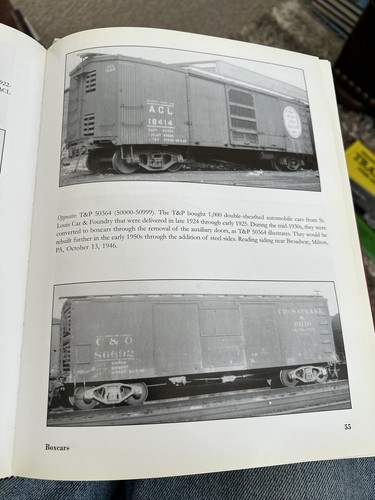 922.
ACL
ACL
18414
Opposite: T&P 50364 (50000-50999). The T&P bought 1,000 double-sheathed automobile cars from St.
Louis Car & Foundry that were delivered in late 1924 through early 1925. During the mid-1930s, they were
converted to boxcars through the removal of the auxiliary doors, as T&P 50364 illustrates. They would be
rebuilt further in the early 1950s through the addition of steel sides. Reading siding near Broadway, Milton,
PA, October 13, 1946.
C & O
86692
CHESAPEAKE
&
OHIO
55
Boxcars